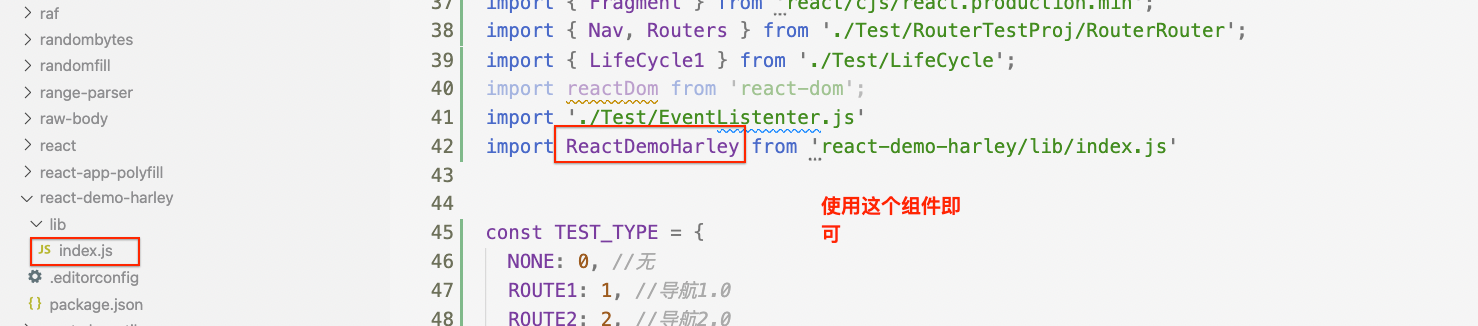 raf
randombytes
randomfill
range-parser
raw-body
react
react-app-polyfill
react-demo-harley
lib
JS index.js
.editorconfig
{} package.json
37 import { Fragment } from 'react/cjs/react.production.min';
38 import { Nav, Routers } from './Test/RouterTestProj/RouterRouter';
39 import { LifeCycle1 } from './Test/LifeCycle';
40 import reactDom from 'react-dom';
41 import './Test/EventListenter.js'
42 import ReactDemoHarley from 'react-demo-harley/lib/index.js'
43
44
使用这个组件即
可
45 const TEST_TYPE = {
46 NONE: 0, //无
47 ROUTE1: 1, //导航1.0
48 ROUTE2: 2, //导航2.0